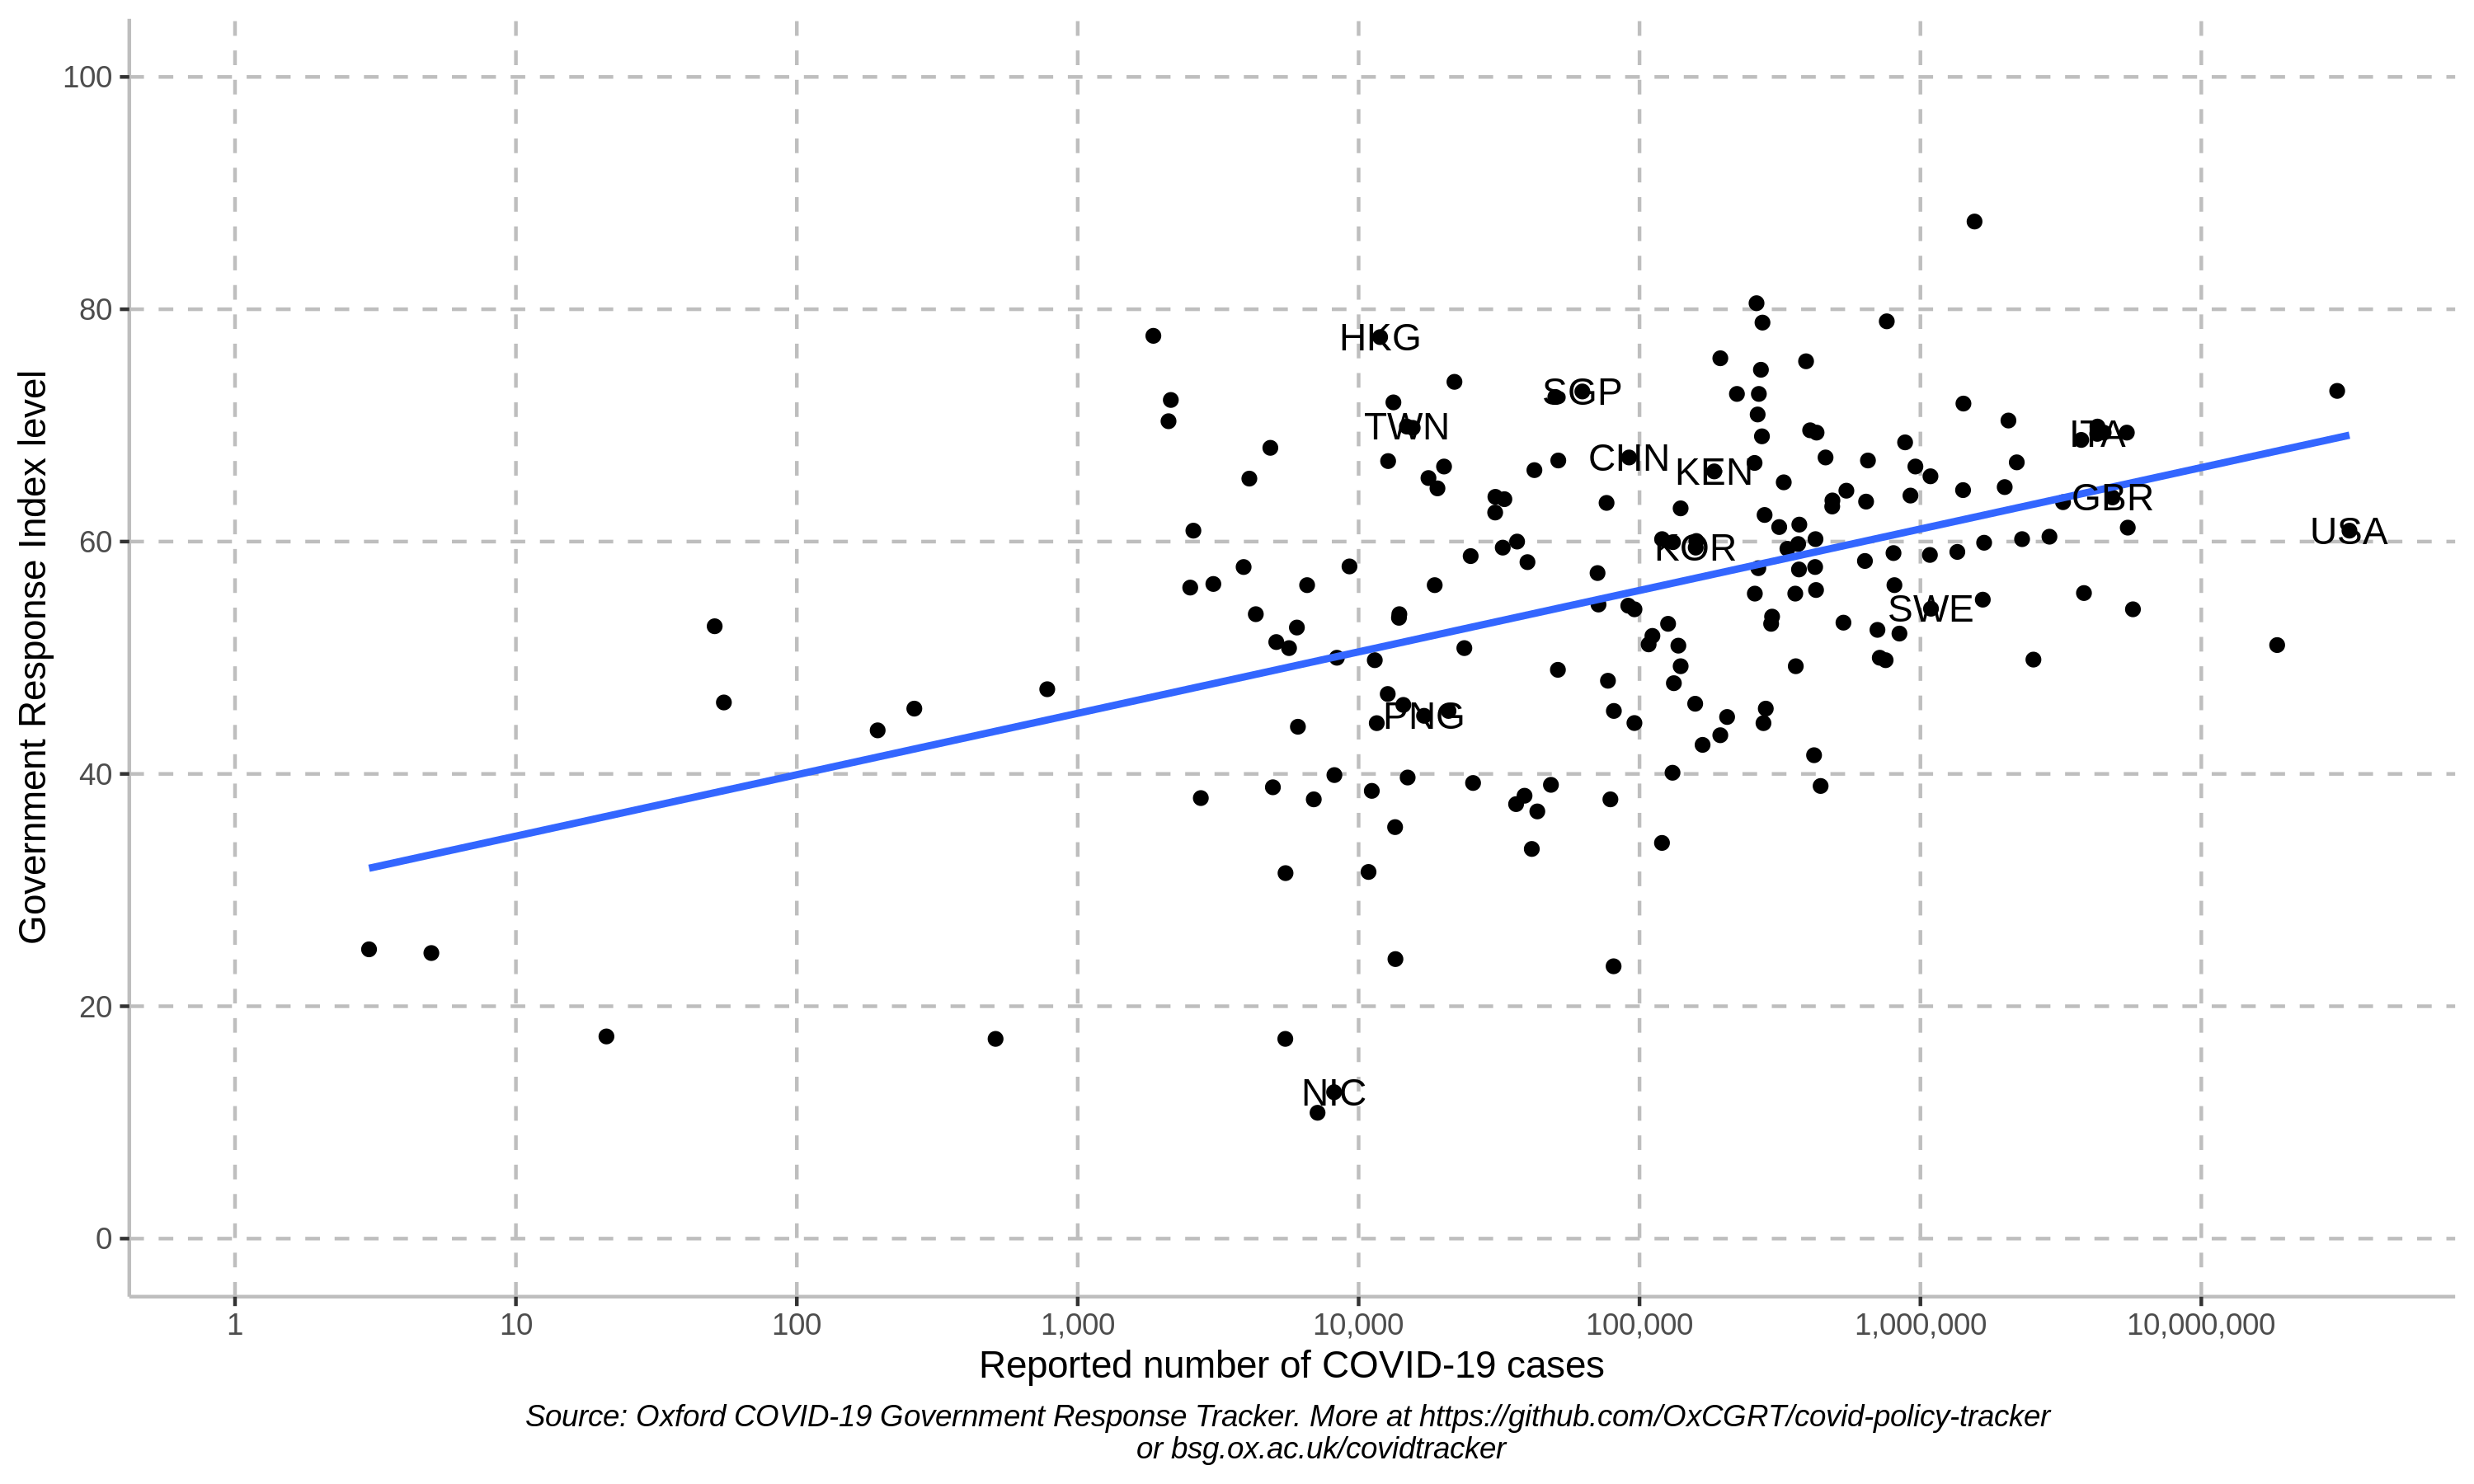 Government Response Index level
100
80
60
40
20
0
HKG
SGP
TWN
ITA
CHN
KEN
GBR
USA
KOR
SWE
PNG
NIC
1
10
100
1,000
10,000
100,000
1,000,000
10,000,000
Reported number of COVID-19 cases
Source: Oxford COVID-19 Government Response Tracker. More at https://github.com/OxCGRT/covid-policy-tracker
or bsg.ox.ac.uk/covidtracker